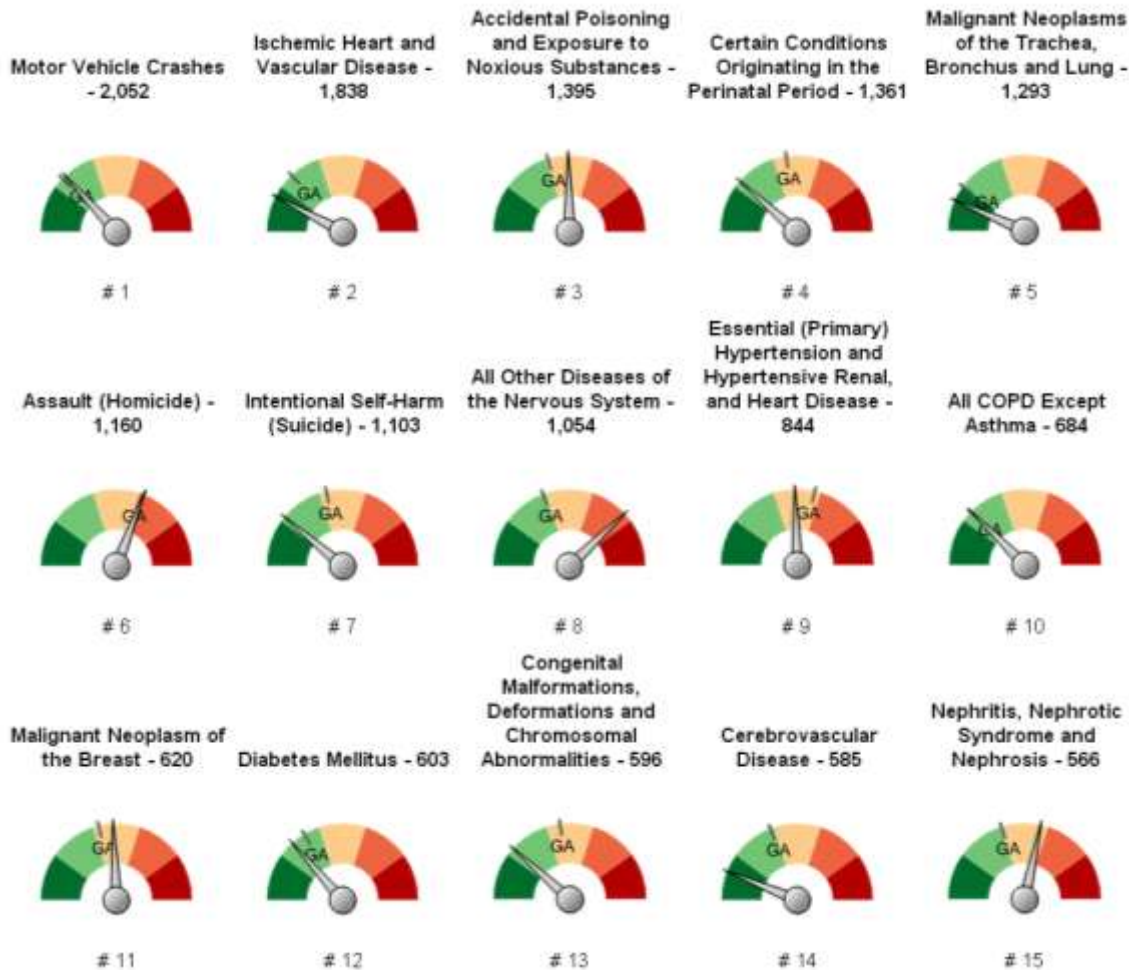 Motor Vehicle Crashes
- 2,052
Ischemic Heart and
Vascular Disease -
1,838
Accidental Poisoning
and Exposure to
Noxious Substances -
1,395
Certain Conditions
Originating in the
Perinatal Period - 1,361
Malignant Neoplasms
of the Trachea,
Bronchus and Lung -
1,293
GA
GA
GA
GA
GA
# 1
# 2
# 3
# 4
# 5
Assault (Homicide) -
1,160
Intentional Self-Harm
(Suicide) - 1,103
All Other Diseases of
the Nervous System -
1,054
Essential (Primary)
Hypertension and
Hypertensive Renal,
and Heart Disease -
844
All COPD Except
Asthma - 684
GA
GA
GA
GA
GA
# 6
# 7
# 8
# 9
# 10
Malignant Neoplasm of
the Breast - 620
Diabetes Mellitus - 603
Congenital
Malformations,
Deformations and
Chromosomal
Abnormalities - 596
Cerebrovascular
Disease - 585
Nephritis, Nephrotic
Syndrome and
Nephrosis - 566
GA
GA
GA
GA
GA
# 11
# 12
# 13
# 14
# 15